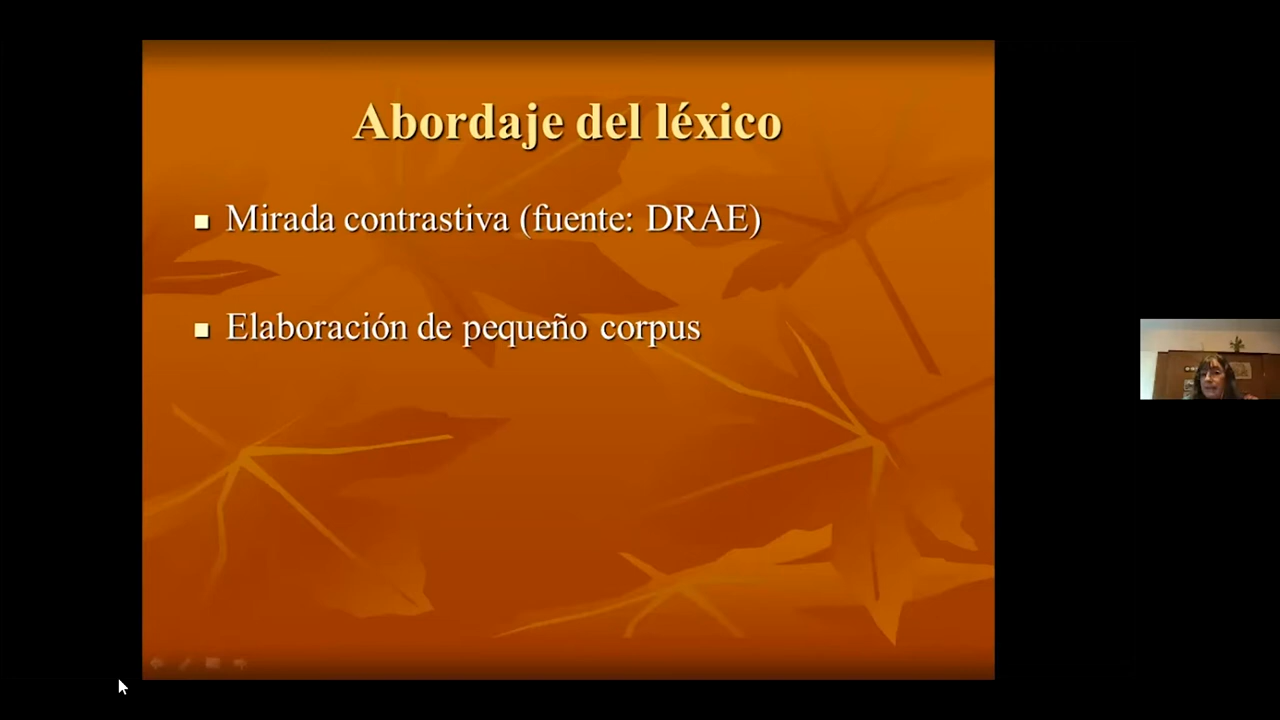 Abordaje del léxico
Mirada contrastiva (fuente: DRAE)
Elaboración de pequeño corpus